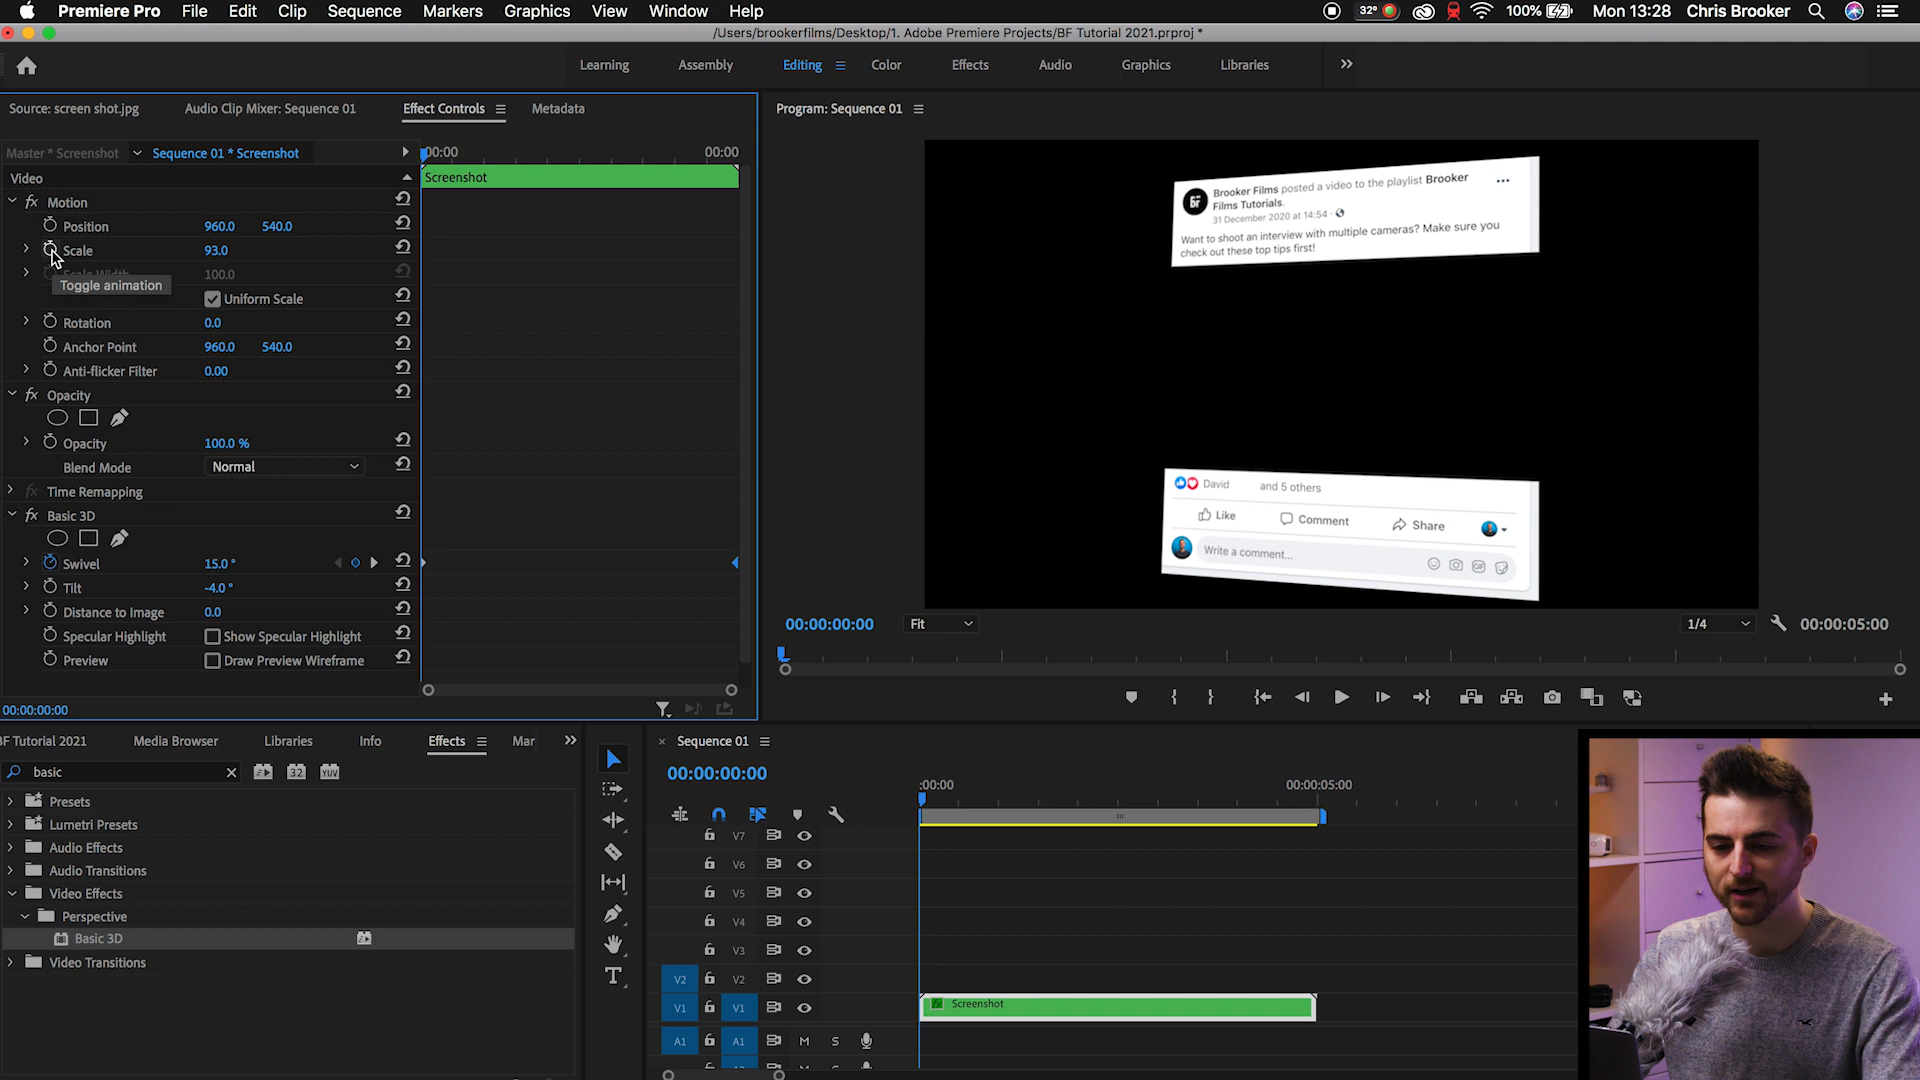 Premiere Pro File Edit Clip Sequence Markers Graphics View Window Help 32° 100% Mon 13:28 Chris Brooker
/Users/brookerfilms/Desktop/1. Adobe Premiere Projects/BF Tutorial 2021.prproj *
Learning Assembly Editing Color Effects Audio Graphics Libraries
Source: screen shot.jpg Audio Clip Mixer: Sequence 01 Effect Controls Metadata
Master * Screenshot Sequence 01 * Screenshot :00:00 00:00
Video Screenshot
fx Motion
Position 960.0 540.0
Scale 93.0
Scale Width 100.0
Toggle animation
Uniform Scale
Rotation 0.0
Anchor Point 960.0 540.0
Anti-flicker Filter 0.00
fx Opacity
Opacity 100.0 %
Blend Mode Normal
fx Time Remapping
fx Basic 3D
Swivel 15.0 °
Tilt -4.0 °
Distance to Image 0.0
Specular Highlight Show Specular Highlight
Preview Draw Preview Wireframe
00:00:00:00
Program: Sequence 01
BF
Brooker Films posted a video to the playlist Brooker
Films Tutorials.
31 December 2020 at 14:54 ·
Want to shoot an interview with multiple cameras? Make sure you
check out these top tips first!
David and 5 others
Like Comment Share
Write a comment...
GIF
00:00:00:00 Fit 1/4 00:00:05:00
BF Tutorial 2021 Media Browser Libraries Info Effects Mar
basic 32 YUV
Presets
Lumetri Presets
Audio Effects
Audio Transitions
Video Effects
Perspective
Basic 3D
Video Transitions
Sequence 01
00:00:00:00 :00:00 00:00:05:00
V7
V6
V5
V4
V3
V2 V2
V1 V1 fx Screenshot
A1 A1 M S